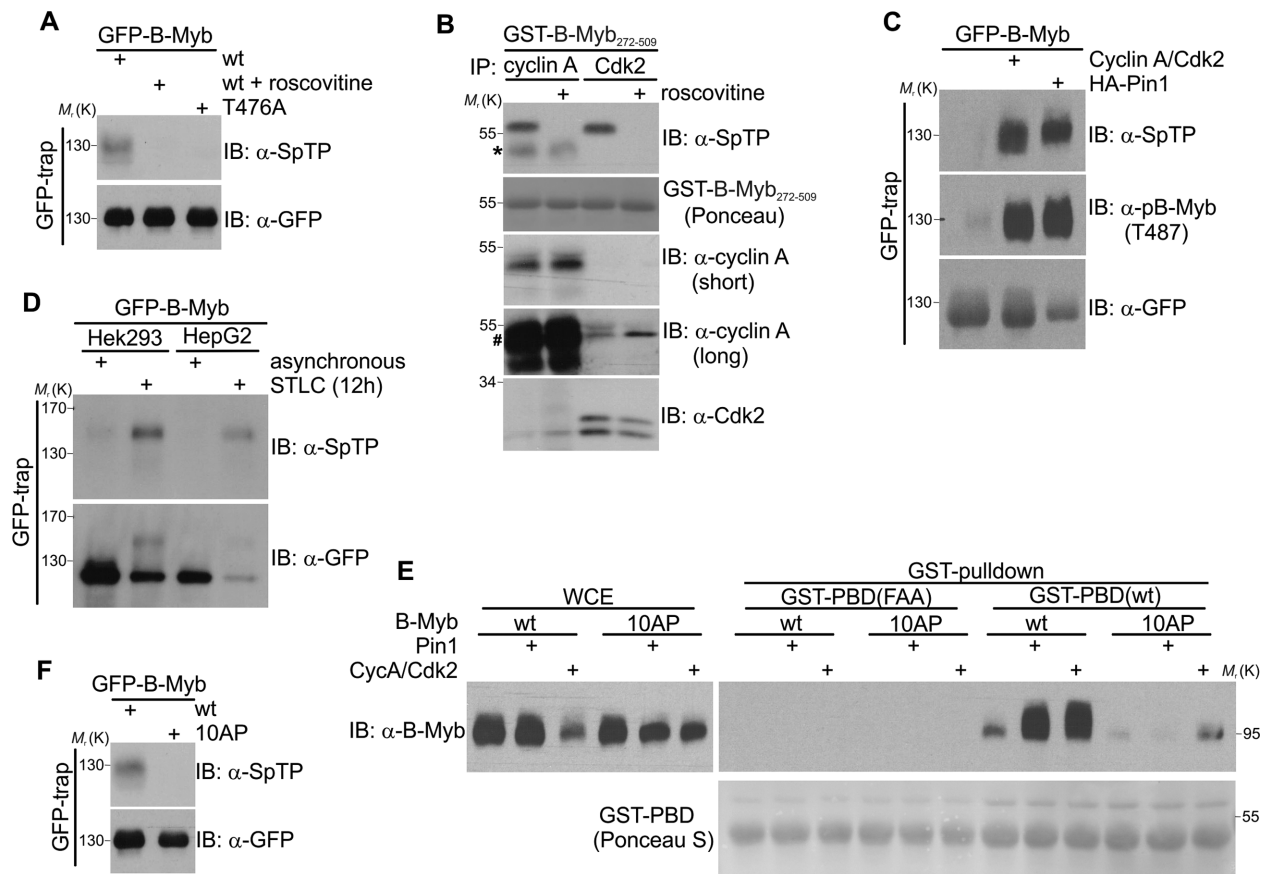 A
GFP-B-Myb
+ wt
+ wt + roscovitine
+ T476A
Mr (K)
GFP-trap
130 IB: α-SpTP
130 IB: α-GFP
B
GST-B-Myb272-509
IP: cyclin A Cdk2
+ + roscovitine
Mr (K)
55 IB: α-SpTP
*
55 GST-B-Myb272-509
(Ponceau)
55 IB: α-cyclin A
(short)
55 IB: α-cyclin A
# (long)
34
IB: α-Cdk2
C
GFP-B-Myb
+ Cyclin A/Cdk2
+ HA-Pin1
Mr (K)
GFP-trap
130 IB: α-SpTP
130 IB: α-pB-Myb
(T487)
130 IB: α-GFP
D
GFP-B-Myb
Hek293 HepG2
+ + asynchronous
+ + STLC (12h)
Mr (K)
GFP-trap
170
IB: α-SpTP
130
170
IB: α-GFP
130
E
GST-pulldown
WCE GST-PBD(FAA) GST-PBD(wt)
B-Myb wt 10AP wt 10AP wt 10AP
Pin1 + + + + + +
CycA/Cdk2 + + + + + + Mr (K)
IB: α-B-Myb 95
GST-PBD
(Ponceau S)
55
F
GFP-B-Myb
+ wt
+ 10AP
Mr (K)
GFP-trap
130 IB: α-SpTP
130 IB: α-GFP